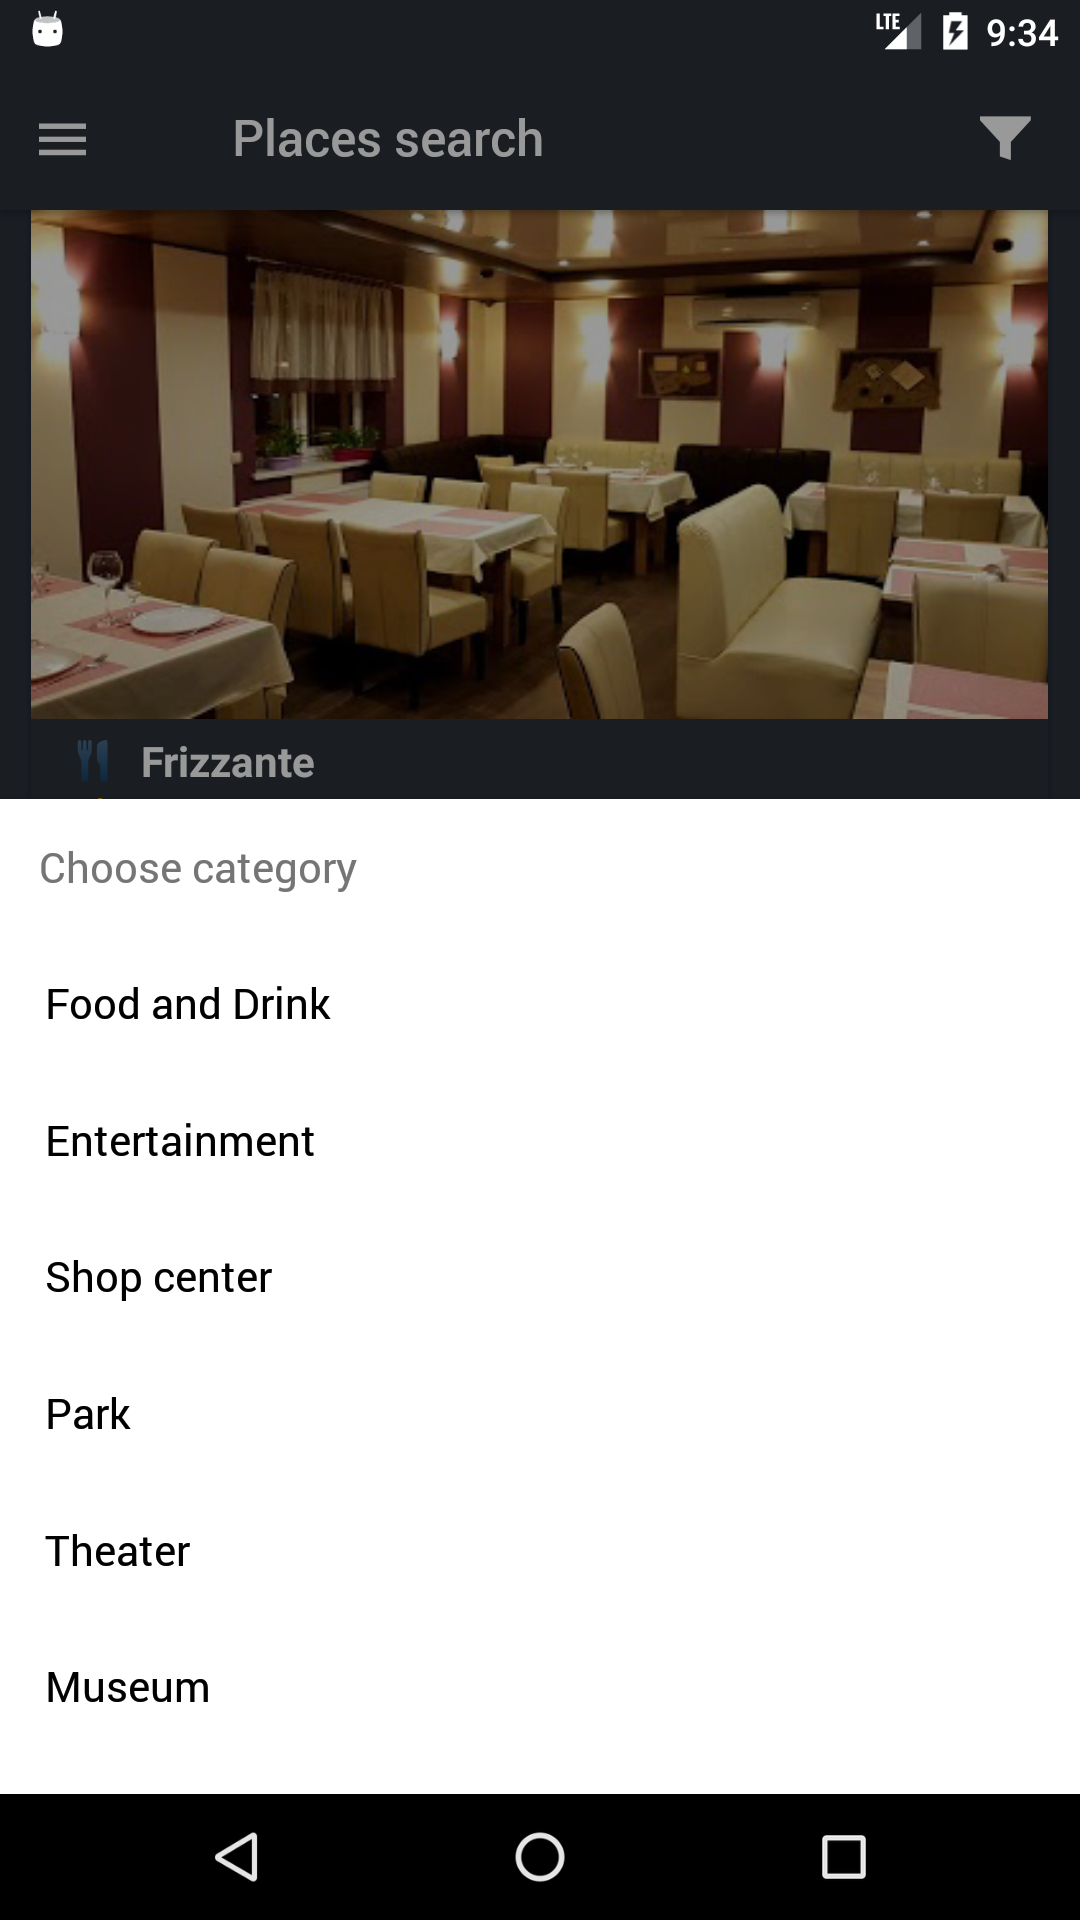 LTE 9:34
Places search
Frizzante
Choose category
Food and Drink
Entertainment
Shop center
Park
Theater
Museum